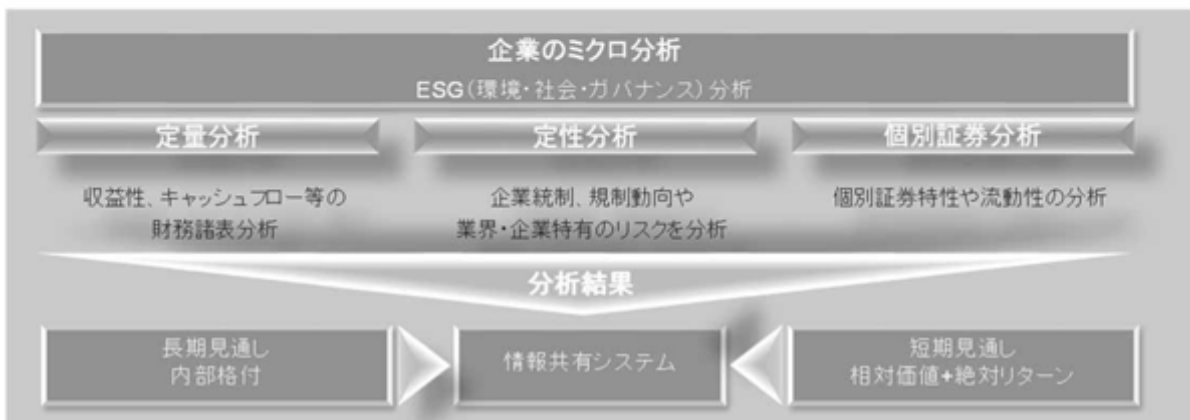 企業のミクロ分析
ESG(環境・社会・ガバナンス)分析
定量分析
収益性、キャッシュフロー等の
財務諸表分析
定性分析
企業統制、規制動向や
業界・企業特有のリスクを分析
個別証券分析
個別証券特性や流動性の分析
分析結果
長期見通し
内部格付
情報共有システム
短期見通し
相対価値+絶対リターン